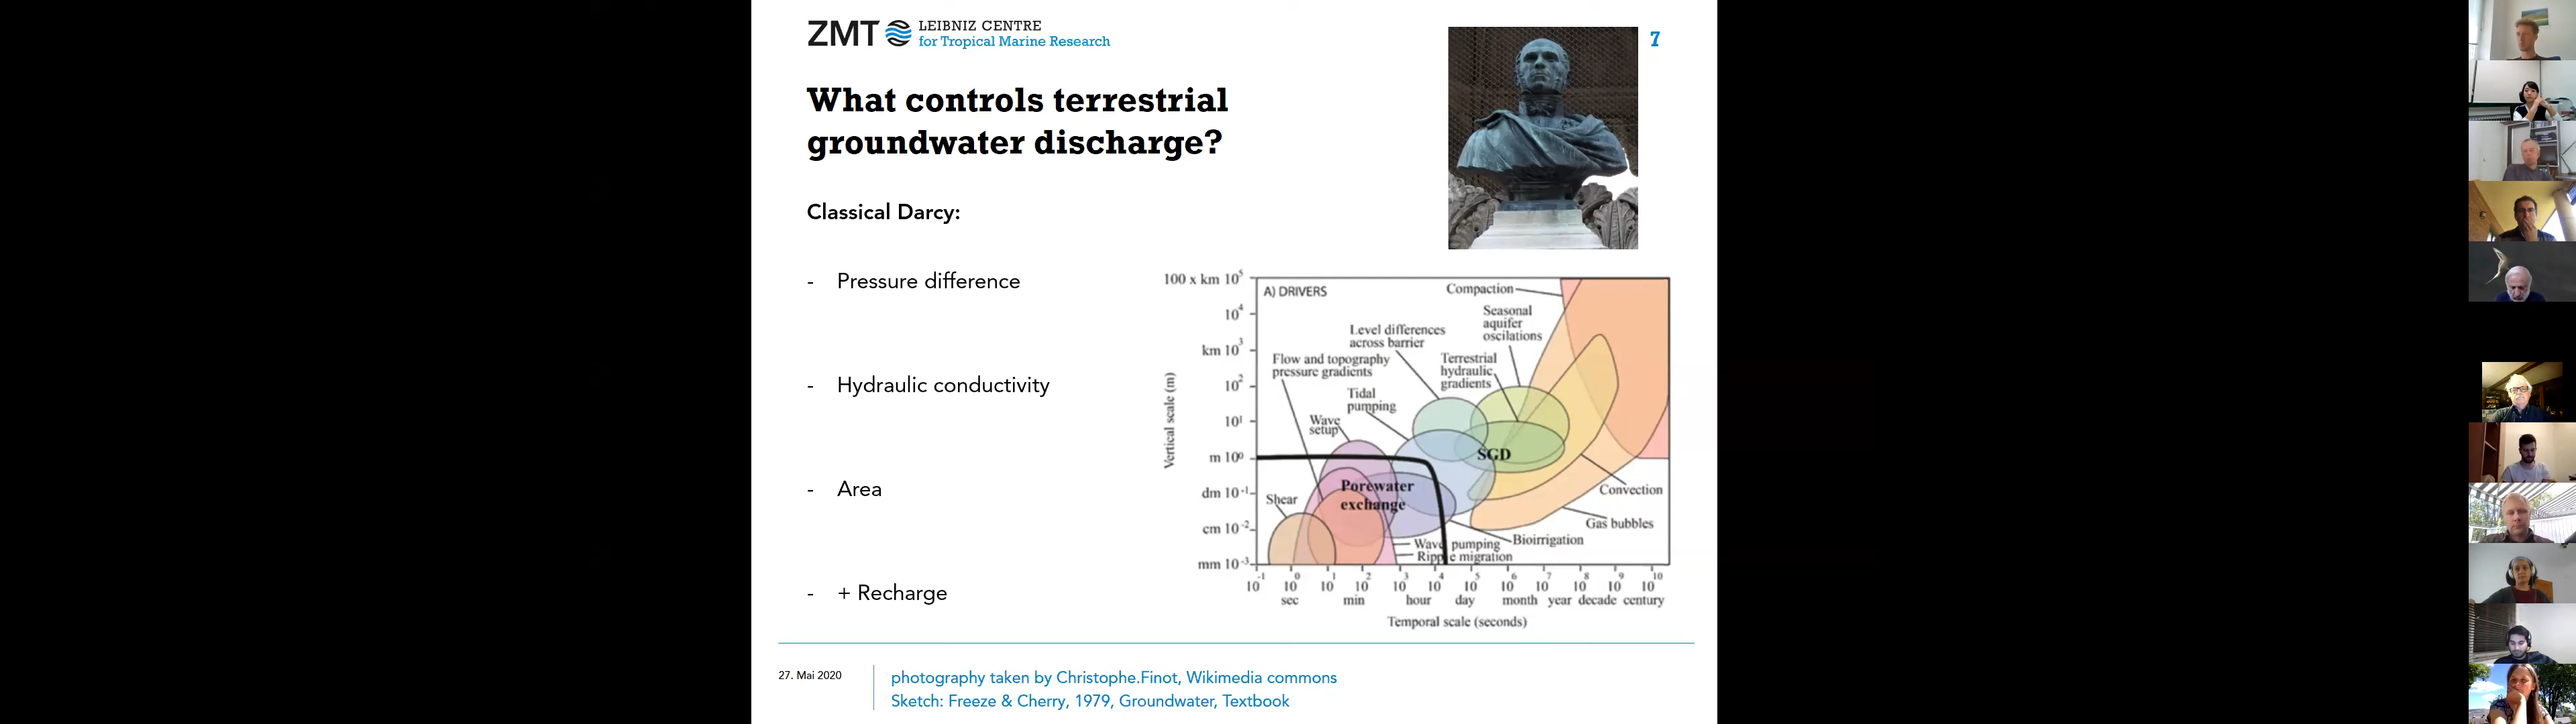 ZMT LEIBNIZ CENTRE
for Tropical Marine Research
7
What controls terrestrial
groundwater discharge?
Classical Darcy:
- Pressure difference
- Hydraulic conductivity
- Area
- + Recharge
A) DRIVERS
Compaction
Seasonal
aquifer
oscilations
Level differences
across barrier
Flow and topography
pressure gradients
Terrestrial
hydraulic
gradients
Tidal
pumping
Wave
setup
SGD
Porewater
exchange
Shear
Convection
Gas bubbles
Bioirrigation
Wave pumping
Ripple migration
Vertical scale (m)
100 x km 10^5
10^4
km 10^3
10^2
10^1
m 10^0
dm 10^-1
cm 10^-2
mm 10^-3
10^-1 10^0 10^1 10^2 10^3 10^4 10^5 10^6 10^7 10^8 10^9 10^10
sec min hour day month year decade century
Temporal scale (seconds)
27. Mai 2020
photography taken by Christophe.Finot, Wikimedia commons
Sketch: Freeze & Cherry, 1979, Groundwater, Textbook